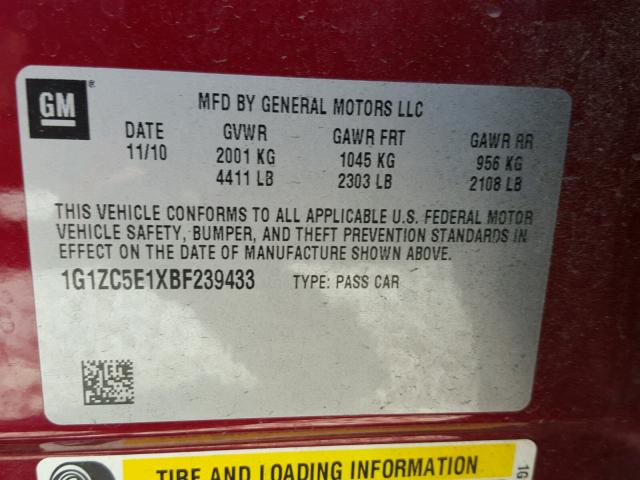 GM ®
MFD BY GENERAL MOTORS LLC
DATE GVWR GAWR FRT GAWR RR
11/10 2001 KG 1045 KG 956 KG
4411 LB 2303 LB 2108 LB
THIS VEHICLE CONFORMS TO ALL APPLICABLE U.S. FEDERAL MOTOR
VEHICLE SAFETY, BUMPER, AND THEFT PREVENTION STANDARDS IN
EFFECT ON THE DATE OF MANUFACTURE SHOWN ABOVE.
1G1ZC5E1XBF239433 TYPE: PASS CAR
TIRE AND LOADING INFORMATION
1G